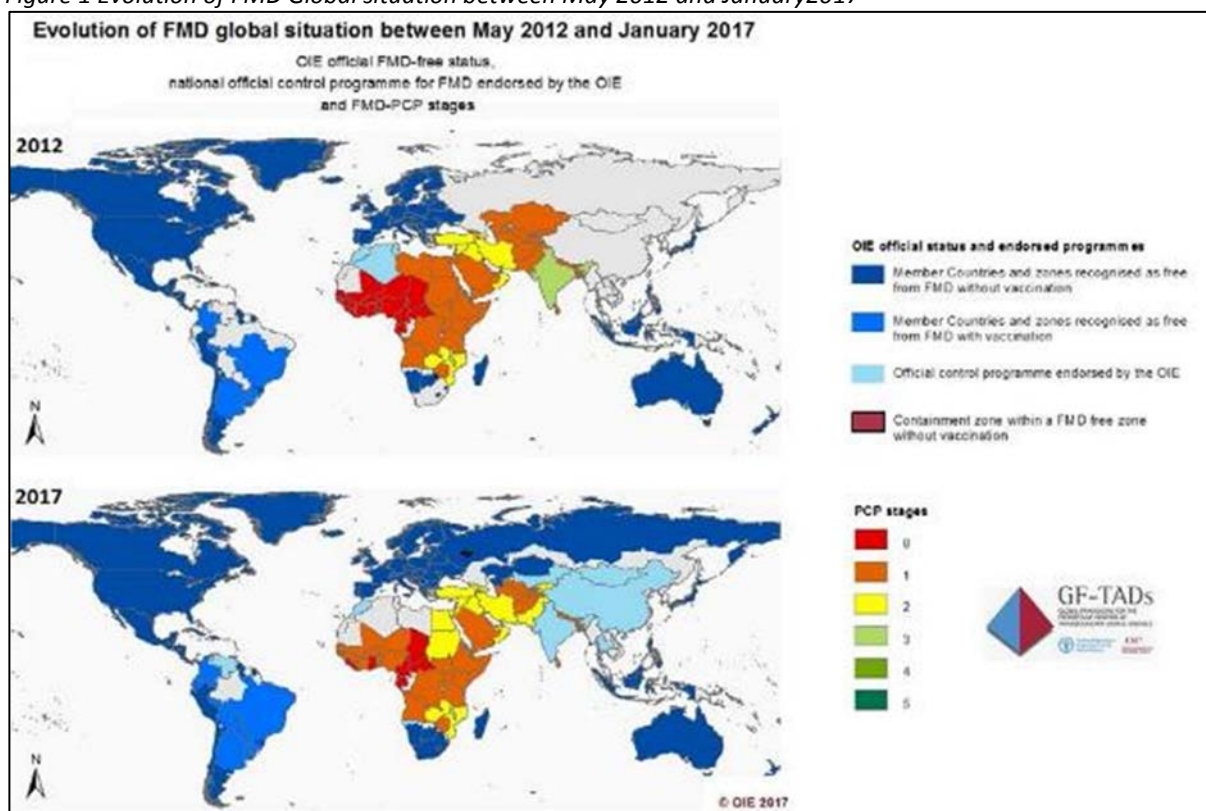 Figure 1 Evolution of FMD Global situation between May 2012 and January2017
Evolution of FMD global situation between May 2012 and January 2017
OIE official FMD-free status,
national official control programme for FMD endorsed by the OIE
and FMD-PCP stages
2012
N
OIE official status and endorsed programmes
Member Countries and zones recognised as free
from FMD without vaccination
Member Countries and zones recognised as free
from FMD with vaccination
Official control programme endorsed by the OIE
Containment zone within a FMD free zone
without vaccination
2017
N
PCP stages
0
1
2
3
4
5
GF-TADs
© OIE 2017